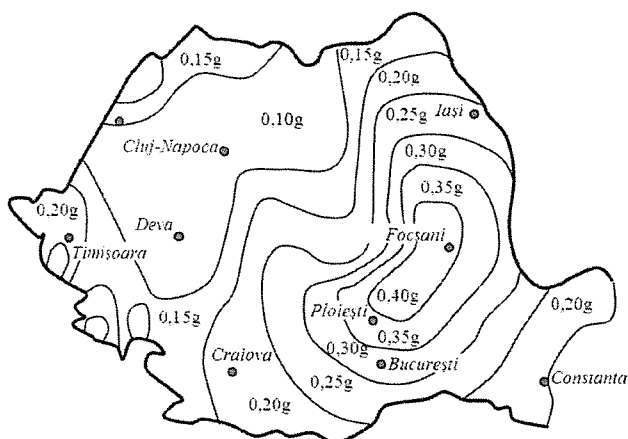 0,15g
0,15g
0,20g
0,10g
0,25g
Iași
Cluj-Napoca
0,30g
0,35g
0,20g
Deva
Focșani
Timișoara
0,40g
0,20g
Ploiești
0,15g
0,35g
0,30g
Craiova
București
0,25g
Constanta
0,20g